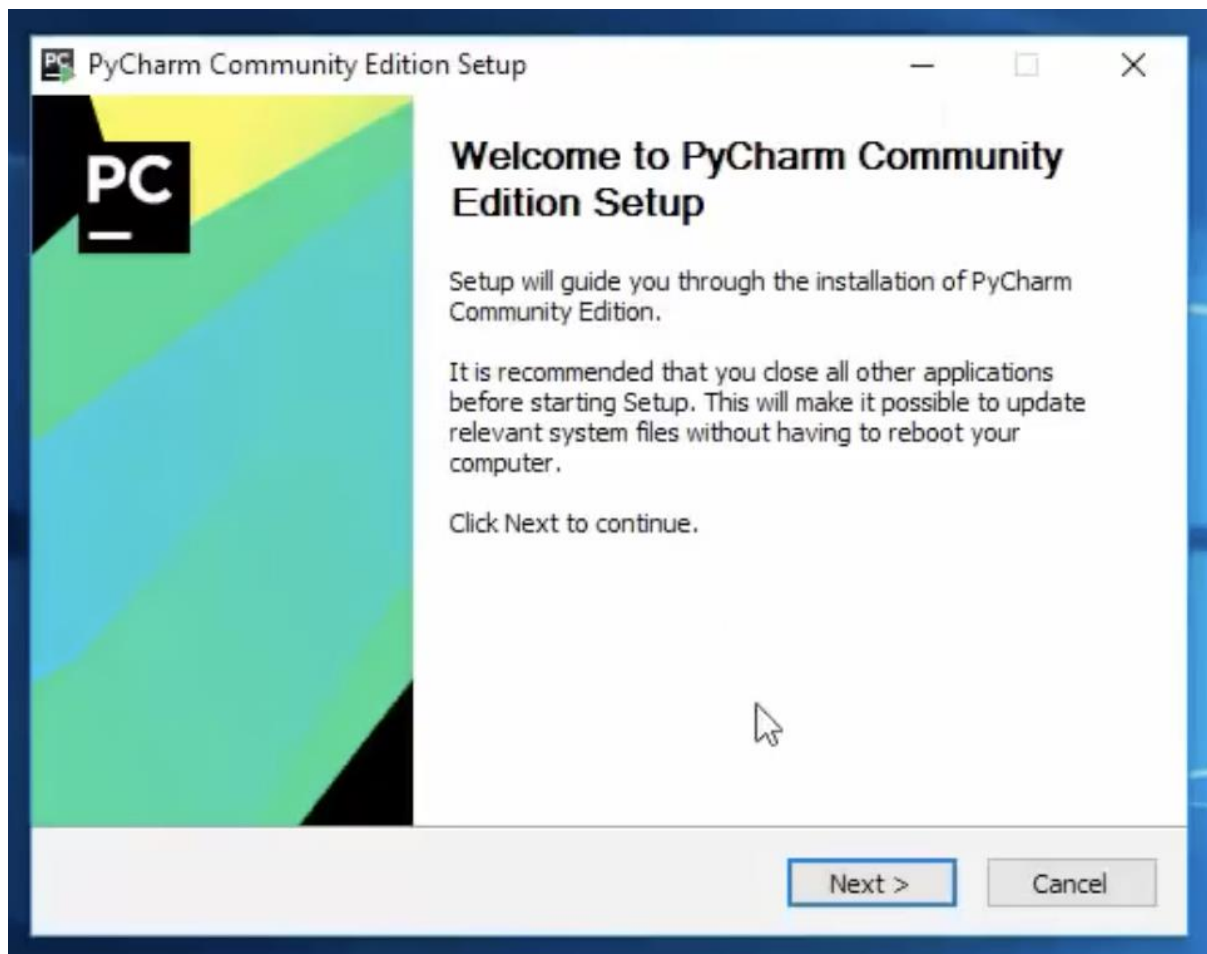 PyCharm Community Edition Setup
PC
Welcome to PyCharm Community
Edition Setup
Setup will guide you through the installation of PyCharm
Community Edition.
It is recommended that you close all other applications
before starting Setup. This will make it possible to update
relevant system files without having to reboot your
computer.
Click Next to continue.
Next >
Cancel